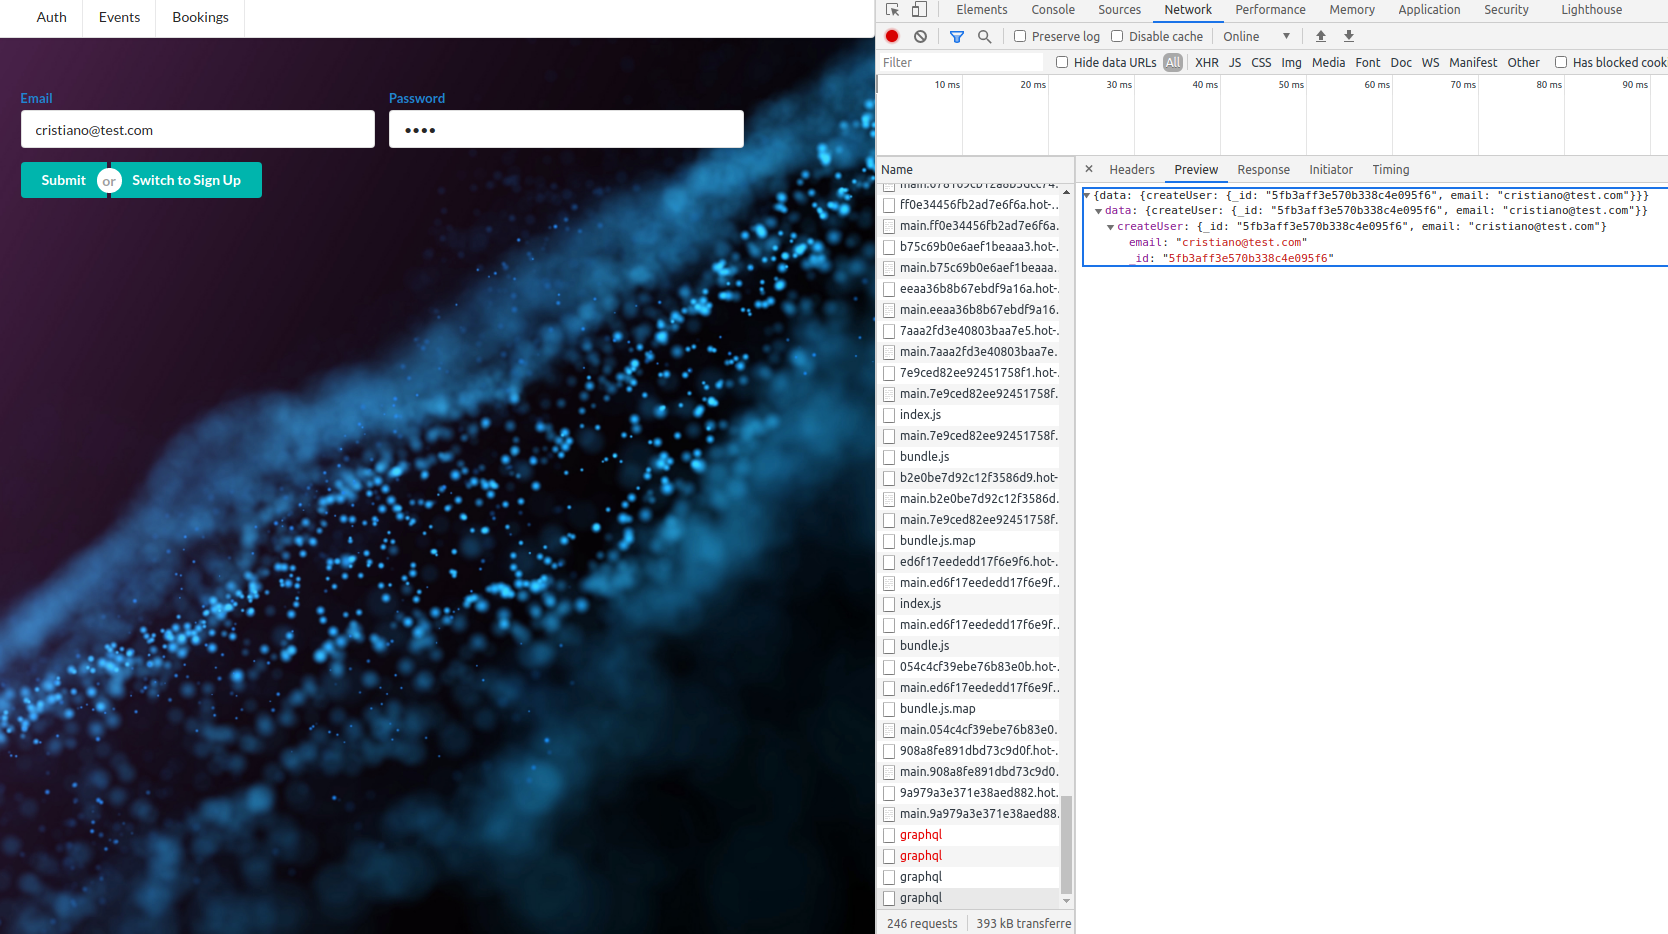 Auth Events Bookings
Email
cristiano@test.com
Password
••••
Submit or Switch to Sign Up
Elements Console Sources Network Performance Memory Application Security Lighthouse
Preserve log Disable cache Online
Filter Hide data URLs All XHR JS CSS Img Media Font Doc WS Manifest Other Has blocked cook
10 ms 20 ms 30 ms 40 ms 50 ms 60 ms 70 ms 80 ms 90 ms
Name
ff0e34456fb2ad7e6f6a.hot-...
main.ff0e34456fb2ad7e6f6a...
b75c69b0e6aef1beaaa3.hot-...
main.b75c69b0e6aef1beaaa...
eeaa36b8b67ebdf9a16a.hot-...
main.eeaa36b8b67ebdf9a16...
7aaa2fd3e40803baa7e5.hot-...
main.7aaa2fd3e40803baa7e...
7e9ced82ee92451758f1.hot-...
main.7e9ced82ee92451758f...
index.js
main.7e9ced82ee92451758f...
bundle.js
b2e0be7d92c12f3586d9.hot-
main.b2e0be7d92c12f3586d...
main.7e9ced82ee92451758f...
bundle.js.map
ed6f17eededd17f6e9f6.hot-...
main.ed6f17eededd17f6e9f...
index.js
main.ed6f17eededd17f6e9f...
bundle.js
054c4cf39ebe76b83e0b.hot-...
main.ed6f17eededd17f6e9f...
bundle.js.map
main.054c4cf39ebe76b83e0...
908a8fe891dbd73c9d0f.hot-...
main.908a8fe891dbd73c9d0...
9a979a3e371e38aed882.hot...
main.9a979a3e371e38aed88...
graphql
graphql
graphql
graphql
246 requests 393 kB transferre
Headers Preview Response Initiator Timing
{data: {createUser: {_id: "5fb3aff3e570b338c4e095f6", email: "cristiano@test.com"}}}
data: {createUser: {_id: "5fb3aff3e570b338c4e095f6", email: "cristiano@test.com"}}
createUser: {_id: "5fb3aff3e570b338c4e095f6", email: "cristiano@test.com"}
email: "cristiano@test.com"
_id: "5fb3aff3e570b338c4e095f6"